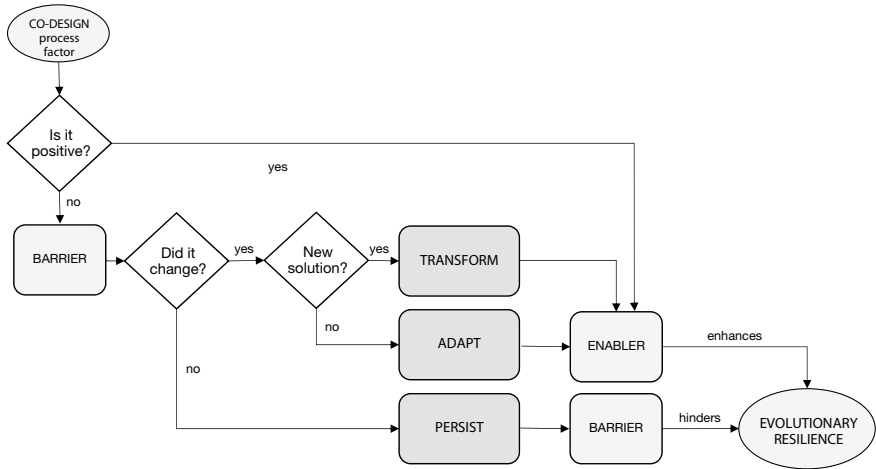 CO-DESIGN
process
factor
Is it
positive?
yes
no
BARRIER
Did it
change?
yes
New
solution?
yes
TRANSFORM
no
ADAPT
ENABLER
enhances
no
PERSIST
BARRIER
hinders
EVOLUTIONARY
RESILIENCE